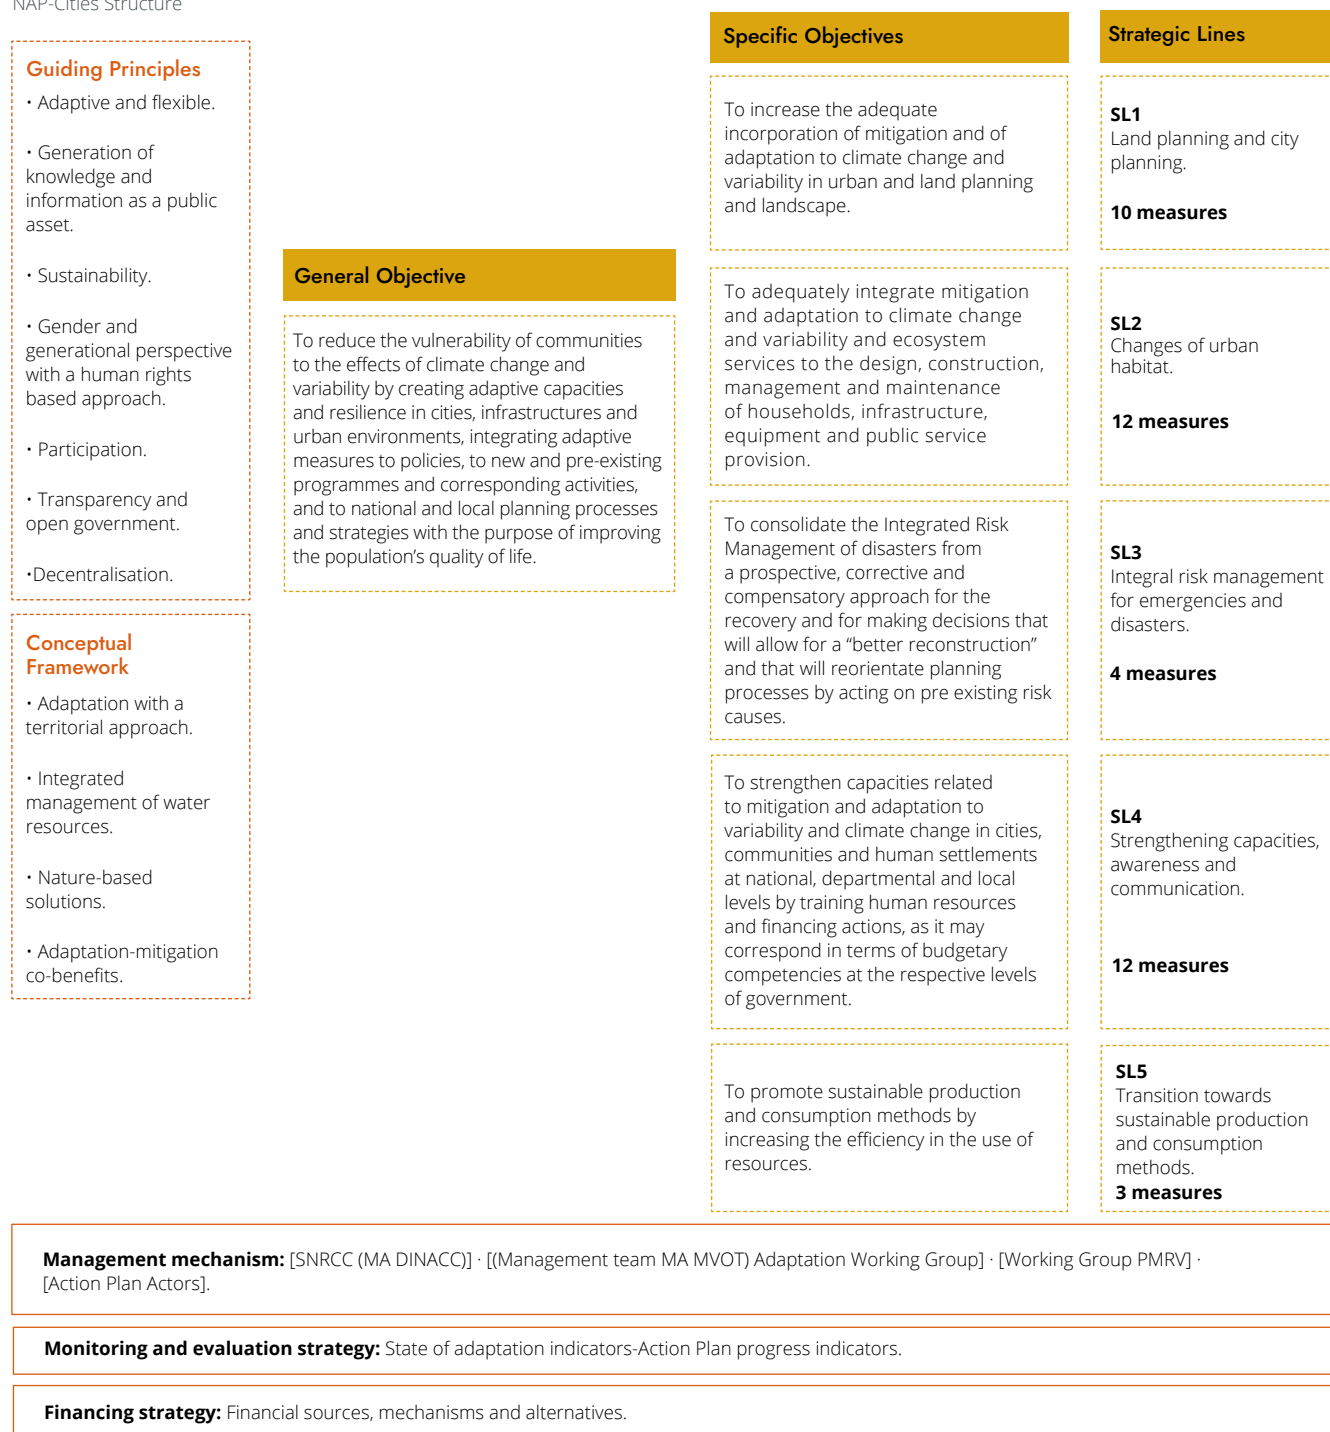 NAP-Cities Structure
Guiding Principles
· Adaptive and flexible.
· Generation of
knowledge and
information as a public
asset.
· Sustainability.
· Gender and
generational perspective
with a human rights
based approach.
· Participation.
· Transparency and
open government.
·Decentralisation.
Conceptual
Framework
· Adaptation with a
territorial approach.
· Integrated
management of water
resources.
· Nature-based
solutions.
· Adaptation-mitigation
co-benefits.
General Objective
To reduce the vulnerability of communities
to the effects of climate change and
variability by creating adaptive capacities
and resilience in cities, infrastructures and
urban environments, integrating adaptive
measures to policies, to new and pre-existing
programmes and corresponding activities,
and to national and local planning processes
and strategies with the purpose of improving
the population’s quality of life.
Specific Objectives
To increase the adequate
incorporation of mitigation and of
adaptation to climate change and
variability in urban and land planning
and landscape.
To adequately integrate mitigation
and adaptation to climate change
and variability and ecosystem
services to the design, construction,
management and maintenance
of households, infrastructure,
equipment and public service
provision.
To consolidate the Integrated Risk
Management of disasters from
a prospective, corrective and
compensatory approach for the
recovery and for making decisions that
will allow for a “better reconstruction”
and that will reorientate planning
processes by acting on pre existing risk
causes.
To strengthen capacities related
to mitigation and adaptation to
variability and climate change in cities,
communities and human settlements
at national, departmental and local
levels by training human resources
and financing actions, as it may
correspond in terms of budgetary
competencies at the respective levels
of government.
To promote sustainable production
and consumption methods by
increasing the efficiency in the use of
resources.
Strategic Lines
SL1
Land planning and city
planning.
10 measures
SL2
Changes of urban
habitat.
12 measures
SL3
Integral risk management
for emergencies and
disasters.
4 measures
SL4
Strengthening capacities,
awareness and
communication.
12 measures
SL5
Transition towards
sustainable production
and consumption
methods.
3 measures
Management mechanism: [SNRCC (MA DINACC)] · [(Management team MA MVOT) Adaptation Working Group] · [Working Group PMRV] ·
[Action Plan Actors].
Monitoring and evaluation strategy: State of adaptation indicators-Action Plan progress indicators.
Financing strategy: Financial sources, mechanisms and alternatives.